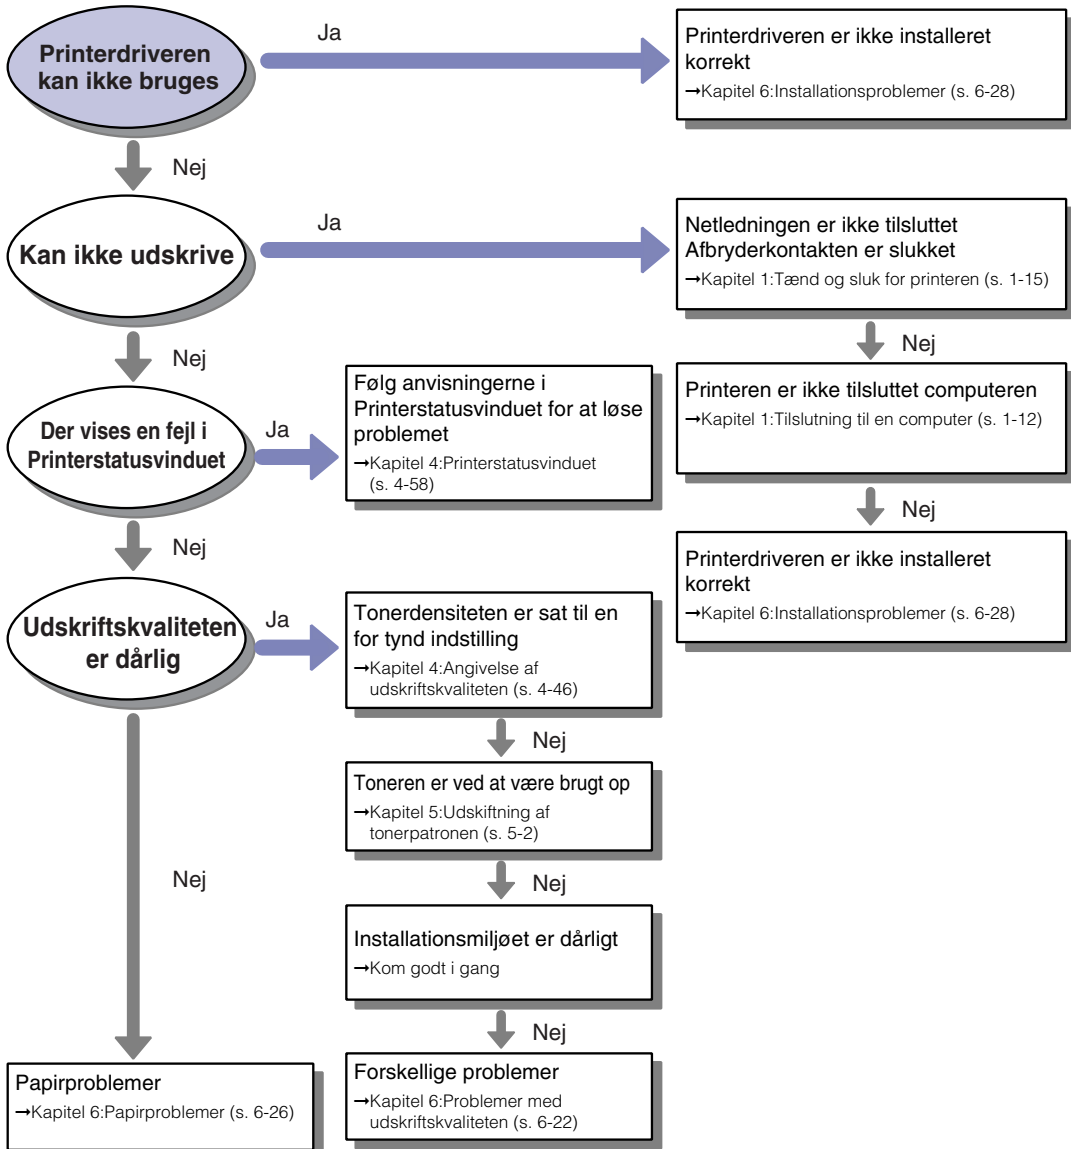 Printerdriveren
kan ikke bruges
Ja
Printerdriveren er ikke installeret
korrekt
→Kapitel 6:Installationsproblemer (s. 6-28)
Nej
Kan ikke udskrive
Ja
Netledningen er ikke tilsluttet
Afbryderkontakten er slukket
→Kapitel 1:Tænd og sluk for printeren (s. 1-15)
Nej
Printeren er ikke tilsluttet computeren
→Kapitel 1:Tilslutning til en computer (s. 1-12)
Nej
Printerdriveren er ikke installeret
korrekt
→Kapitel 6:Installationsproblemer (s. 6-28)
Nej
Der vises en fejl i
Printerstatusvinduet
Ja
Følg anvisningerne i
Printerstatusvinduet for at løse
problemet
→Kapitel 4:Printerstatusvinduet
(s. 4-58)
Nej
Udskriftskvaliteten
er dårlig
Ja
Tonerdensiteten er sat til en
for tynd indstilling
→Kapitel 4:Angivelse af
udskriftskvaliteten (s. 4-46)
Nej
Toneren er ved at være brugt op
→Kapitel 5:Udskiftning af
tonerpatronen (s. 5-2)
Nej
Installationsmiljøet er dårligt
→Kom godt i gang
Nej
Forskellige problemer
→Kapitel 6:Problemer med
udskriftskvaliteten (s. 6-22)
Nej
Papirproblemer
→Kapitel 6:Papirproblemer (s. 6-26)